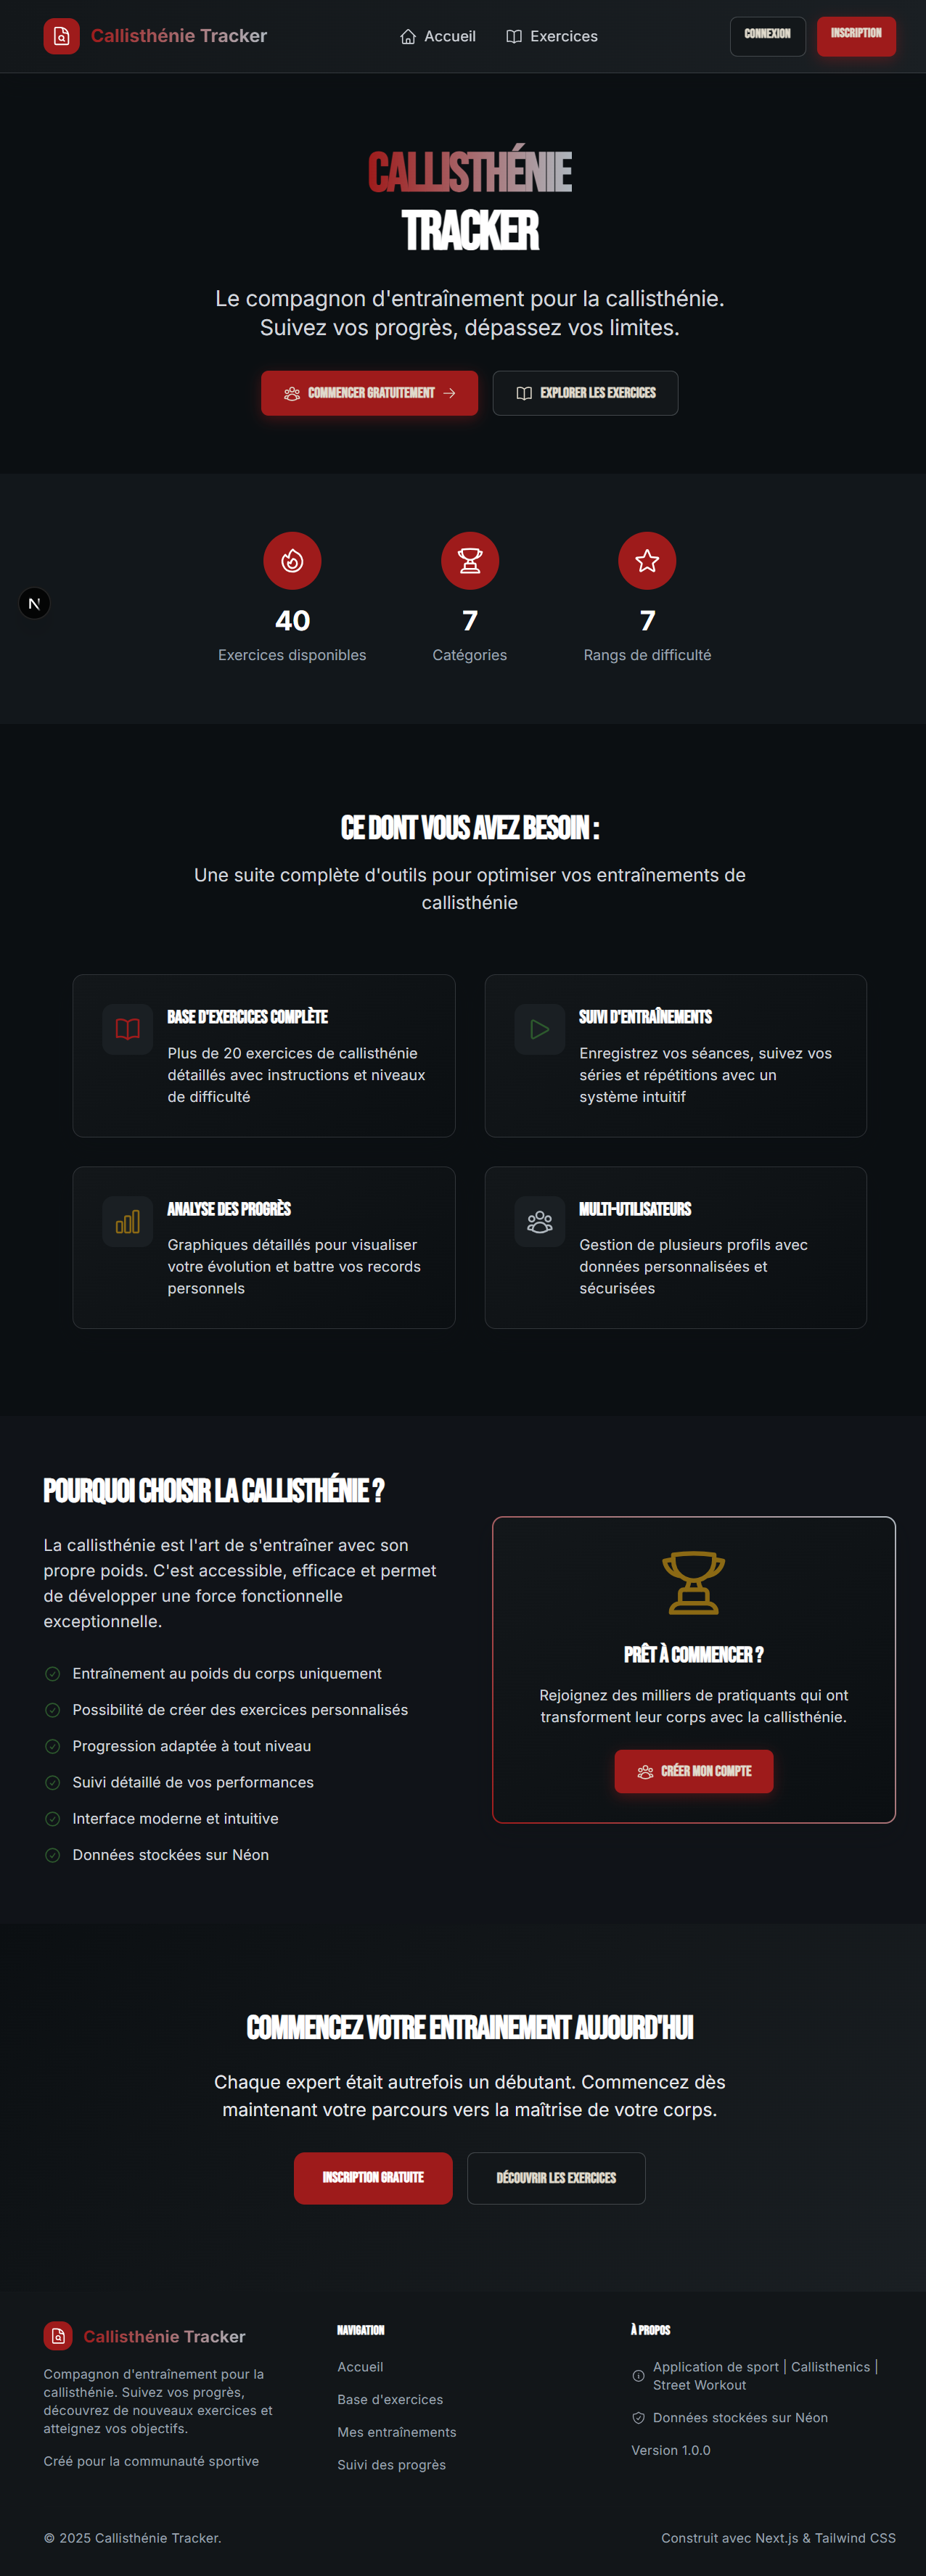 Callisthénie Tracker
Accueil
Exercices
CONNEXION
INSCRIPTION
CALLISTHÉNIE
TRACKER
Le compagnon d'entraînement pour la callisthénie.
Suivez vos progrès, dépassez vos limites.
COMMENCER GRATUITEMENT
EXPLORER LES EXERCICES
40
Exercices disponibles
7
Catégories
7
Rangs de difficulté
N
CE DONT VOUS AVEZ BESOIN :
Une suite complète d'outils pour optimiser vos entraînements de
callisthénie
BASE D'EXERCICES COMPLÈTE
Plus de 20 exercices de callisthénie
détaillés avec instructions et niveaux
de difficulté
SUIVI D'ENTRAÎNEMENTS
Enregistrez vos séances, suivez vos
séries et répétitions avec un
système intuitif
ANALYSE DES PROGRÈS
Graphiques détaillés pour visualiser
votre évolution et battre vos records
personnels
MULTI-UTILISATEURS
Gestion de plusieurs profils avec
données personnalisées et
sécurisées
POURQUOI CHOISIR LA CALLISTHÉNIE ?
La callisthénie est l'art de s'entraîner avec son
propre poids. C'est accessible, efficace et permet
de développer une force fonctionnelle
exceptionnelle.
Entraînement au poids du corps uniquement
Possibilité de créer des exercices personnalisés
Progression adaptée à tout niveau
Suivi détaillé de vos performances
Interface moderne et intuitive
Données stockées sur Néon
PRÊT À COMMENCER ?
Rejoignez des milliers de pratiquants qui ont
transforment leur corps avec la callisthénie.
CRÉER MON COMPTE
COMMENCEZ VOTRE ENTRAINEMENT AUJOURD'HUI
Chaque expert était autrefois un débutant. Commencez dès
maintenant votre parcours vers la maîtrise de votre corps.
INSCRIPTION GRATUITE
DÉCOUVRIR LES EXERCICES
Callisthénie Tracker
Compagnon d'entraînement pour la
callisthénie. Suivez vos progrès,
découvrez de nouveaux exercices et
atteignez vos objectifs.
Créé pour la communauté sportive
NAVIGATION
Accueil
Base d'exercices
Mes entraînements
Suivi des progrès
À PROPOS
Application de sport | Callisthenics |
Street Workout
Données stockées sur Néon
Version 1.0.0
© 2025 Callisthénie Tracker.
Construit avec Next.js & Tailwind CSS